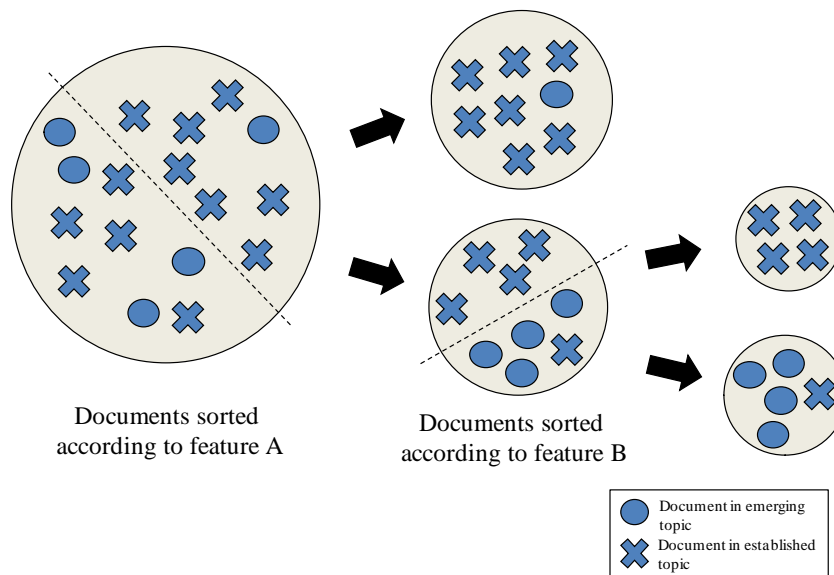 Documents sorted
according to feature A
Documents sorted
according to feature B
Document in emerging
topic
Document in established
topic